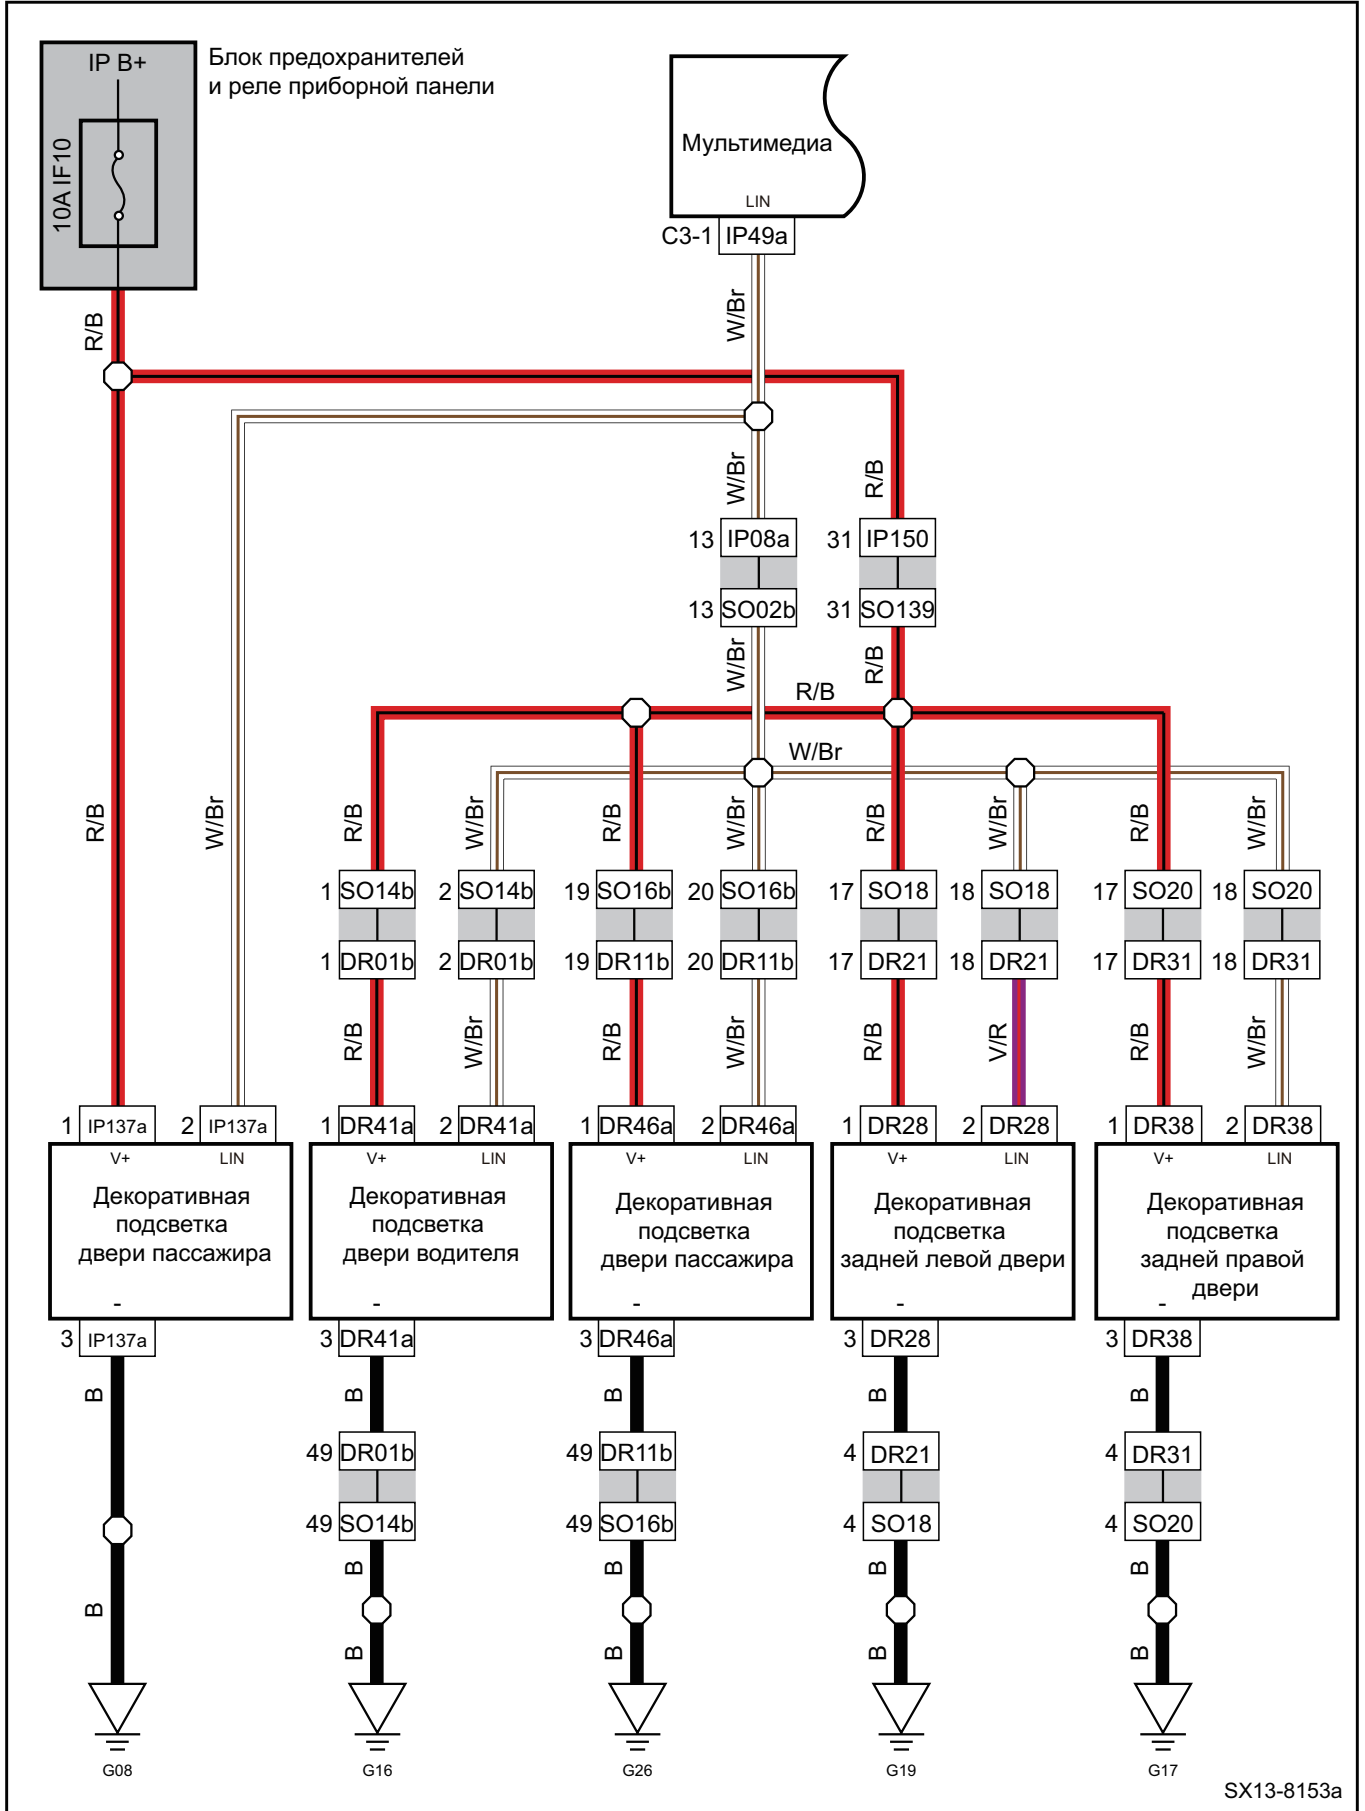 IP B+
Блок предохранителей
и реле приборной панели
10A IF10
Мультимедиа
LIN
C3-1 IP49a
R/B
W/Br
W/Br
R/B
13 IP08a
31 IP150
13 SO02b
31 SO139
W/Br
R/B
R/B
W/Br
R/B
W/Br
R/B
W/Br
R/B
W/Br
R/B
W/Br
R/B
W/Br
1 SO14b
2 SO14b
19 SO16b
20 SO16b
17 SO18
18 SO18
17 SO20
18 SO20
1 DR01b
2 DR01b
19 DR11b
20 DR11b
17 DR21
18 DR21
17 DR31
18 DR31
R/B
W/Br
R/B
W/Br
R/B
V/R
R/B
W/Br
1 IP137a
2 IP137a
1 DR41a
2 DR41a
1 DR46a
2 DR46a
1 DR28
2 DR28
1 DR38
2 DR38
V+
LIN
V+
LIN
V+
LIN
V+
LIN
V+
LIN
Декоративная
подсветка
двери пассажира
-
Декоративная
подсветка
двери водителя
-
Декоративная
подсветка
двери пассажира
-
Декоративная
подсветка
задней левой двери
-
Декоративная
подсветка
задней правой
двери
-
3 IP137a
3 DR41a
3 DR46a
3 DR28
3 DR38
B
B
B
B
B
49 DR01b
49 DR11b
4 DR21
4 DR31
49 SO14b
49 SO16b
4 SO18
4 SO20
B
B
B
B
B
B
B
B
B
G08
G16
G26
G19
G17
SX13-8153a